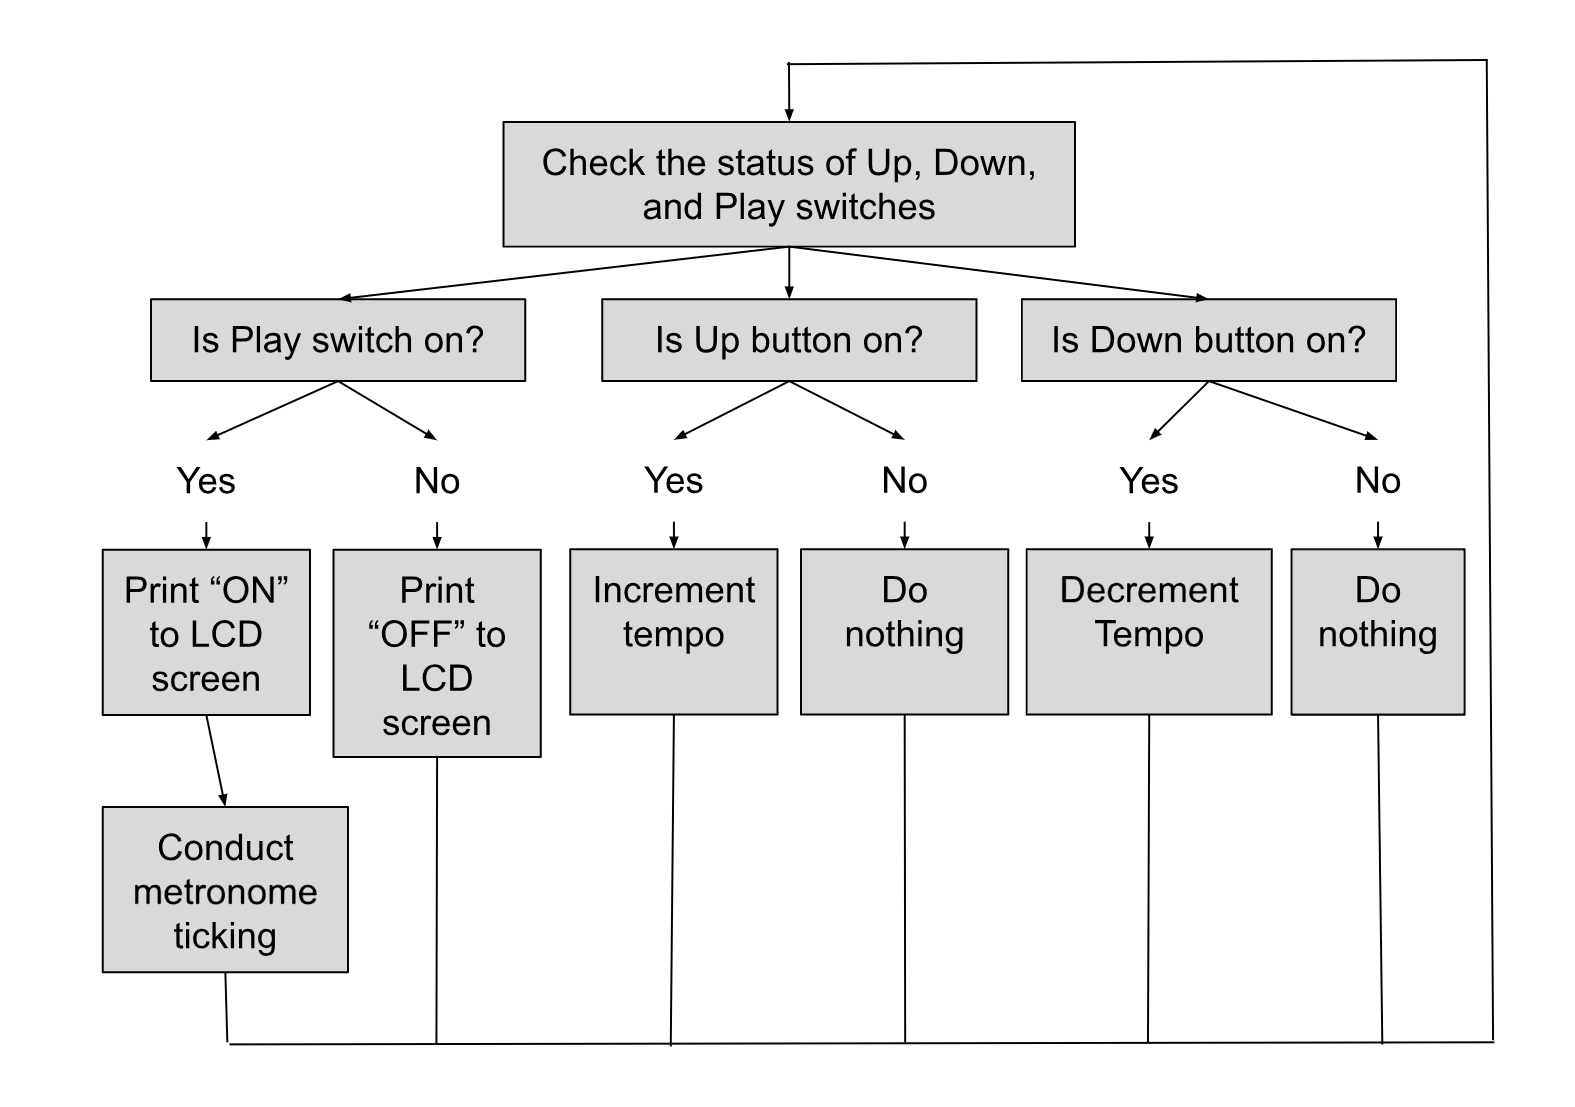 Check the status of Up, Down,
and Play switches
Is Play switch on?
Is Up button on?
Is Down button on?
Yes
No
Yes
No
Yes
No
Print “ON”
to LCD
screen
Print
“OFF” to
LCD
screen
Increment
tempo
Do
nothing
Decrement
Tempo
Do
nothing
Conduct
metronome
ticking